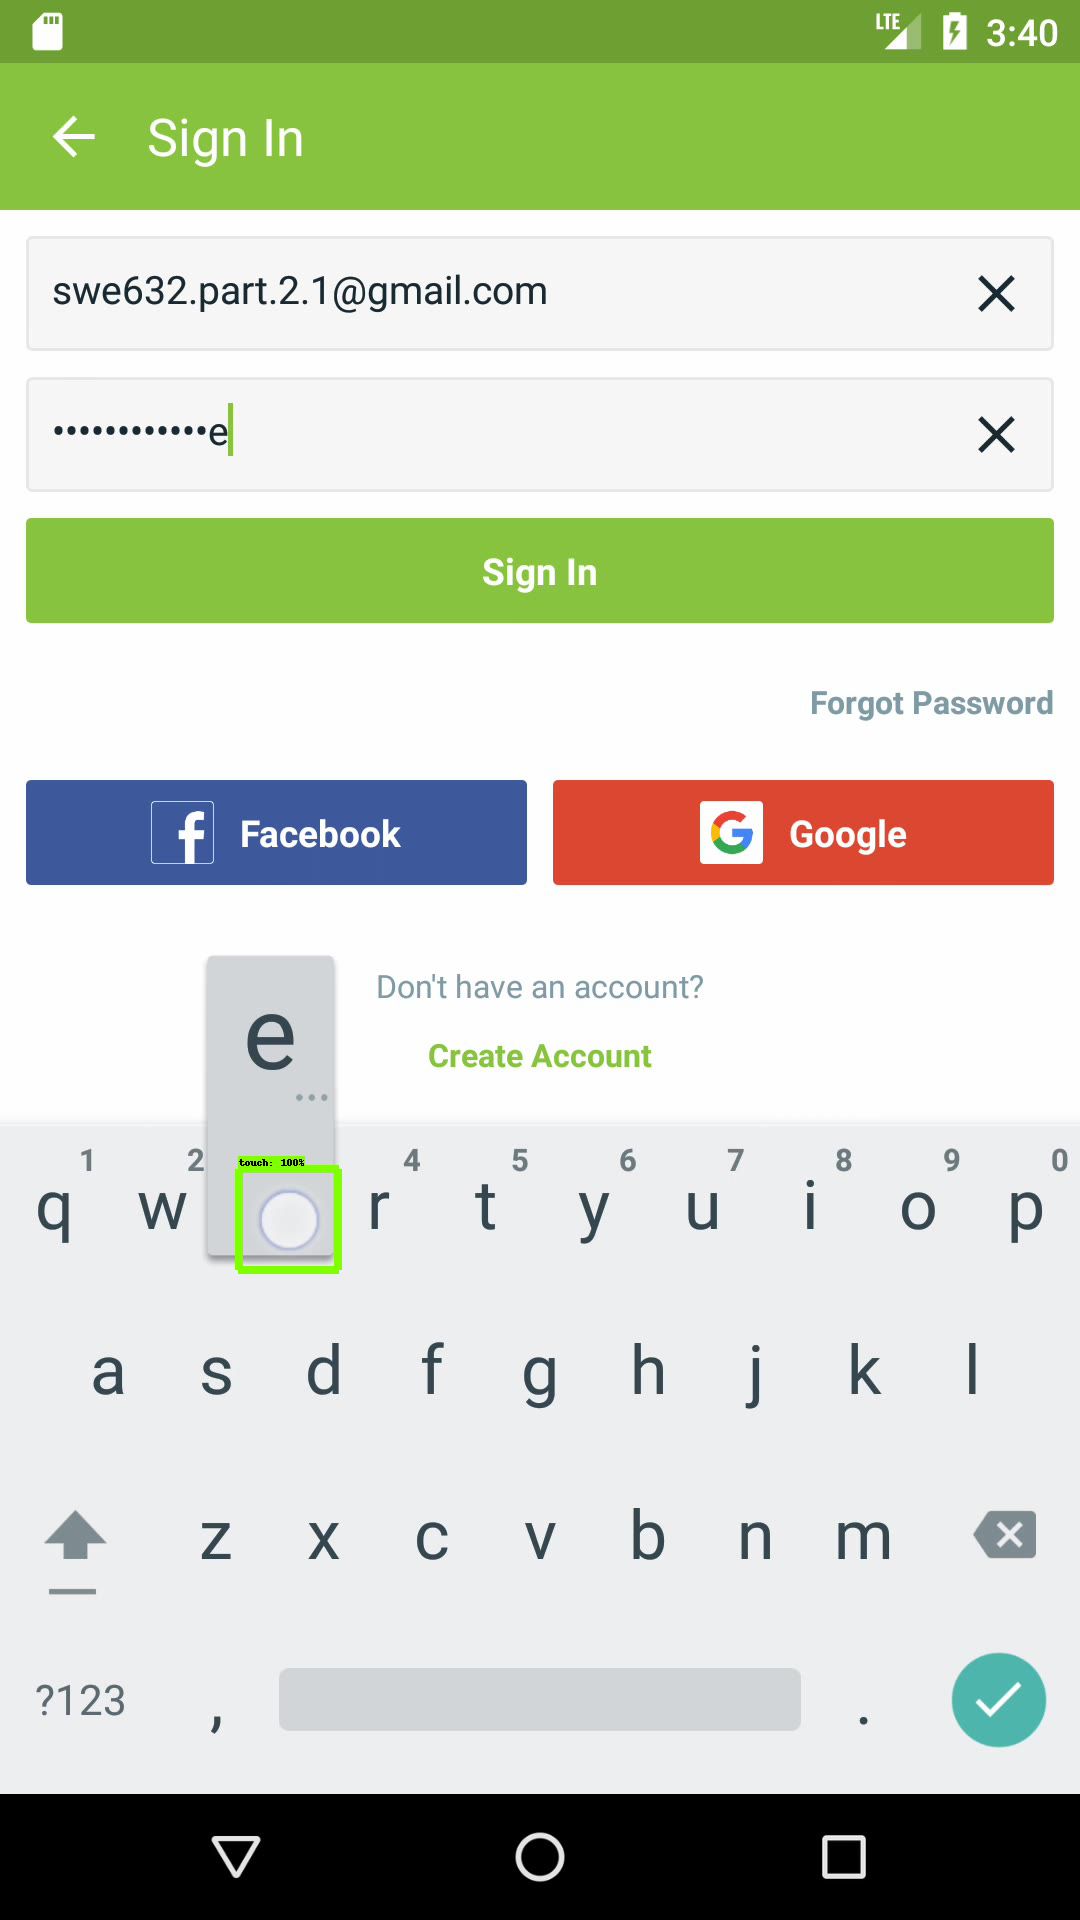 LTE 3:40
Sign In
swe632.part.2.1@gmail.com
••••••••••••e
Sign In
Forgot Password
Facebook
Google
Don't have an account?
Create Account
e
...
touch: 100%
1 2 4 5 6 7 8 9 0
q w r t y u i o p
a s d f g h j k l
z x c v b n m
?123 , .